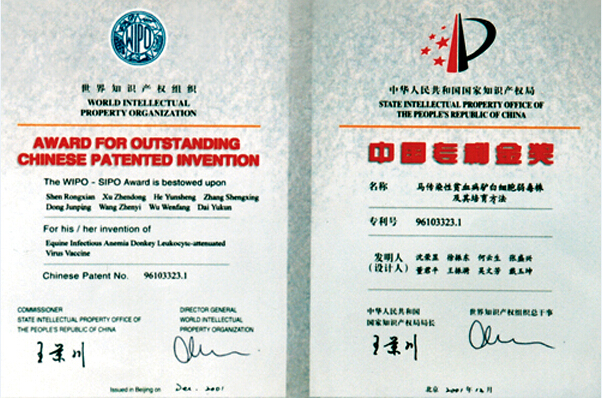 WIPO
世界知识产权组织
WORLD INTELLECTUAL
PROPERTY ORGANIZATION
AWARD FOR OUTSTANDING
CHINESE PATENTED INVENTION
The WIPO - SIPO Award is bestowed upon
Shen Rongxian Xu Zhendong He Yunsheng Zhang Shengxing
Dong Junping Wang Zhenyi Wu Wenfang Dai Yukun
For his / her invention of
Equine Infectious Anemia Donkey Leukocyte-attenuated
Virus Vaccine
Chinese Patent No. 96103323.1
COMMISSIONER
STATE INTELLECTUAL PROPERTY OFFICE OF
THE PEOPLE'S REPUBLIC OF CHINA
DIRECTOR GENERAL
WORLD INTELLECTUAL
PROPERTY ORGANIZATION
王景川
Issued in Beijing on Dec. 2001
中华人民共和国国家知识产权局
STATE INTELLECTUAL PROPERTY OFFICE OF
THE PEOPLE'S REPUBLIC OF CHINA
中国专利金奖
名称 马传染性贫血病驴白细胞弱毒株
及其培育方法
专利号 96103323.1
发明人 沈荣显 徐振东 何云生 张盛兴
(设计人) 董君平 王振漪 吴文芳 戴玉坤
中华人民共和国
国家知识产权局局长
世界知识产权组织总干事
王景川
北京 2001年12月